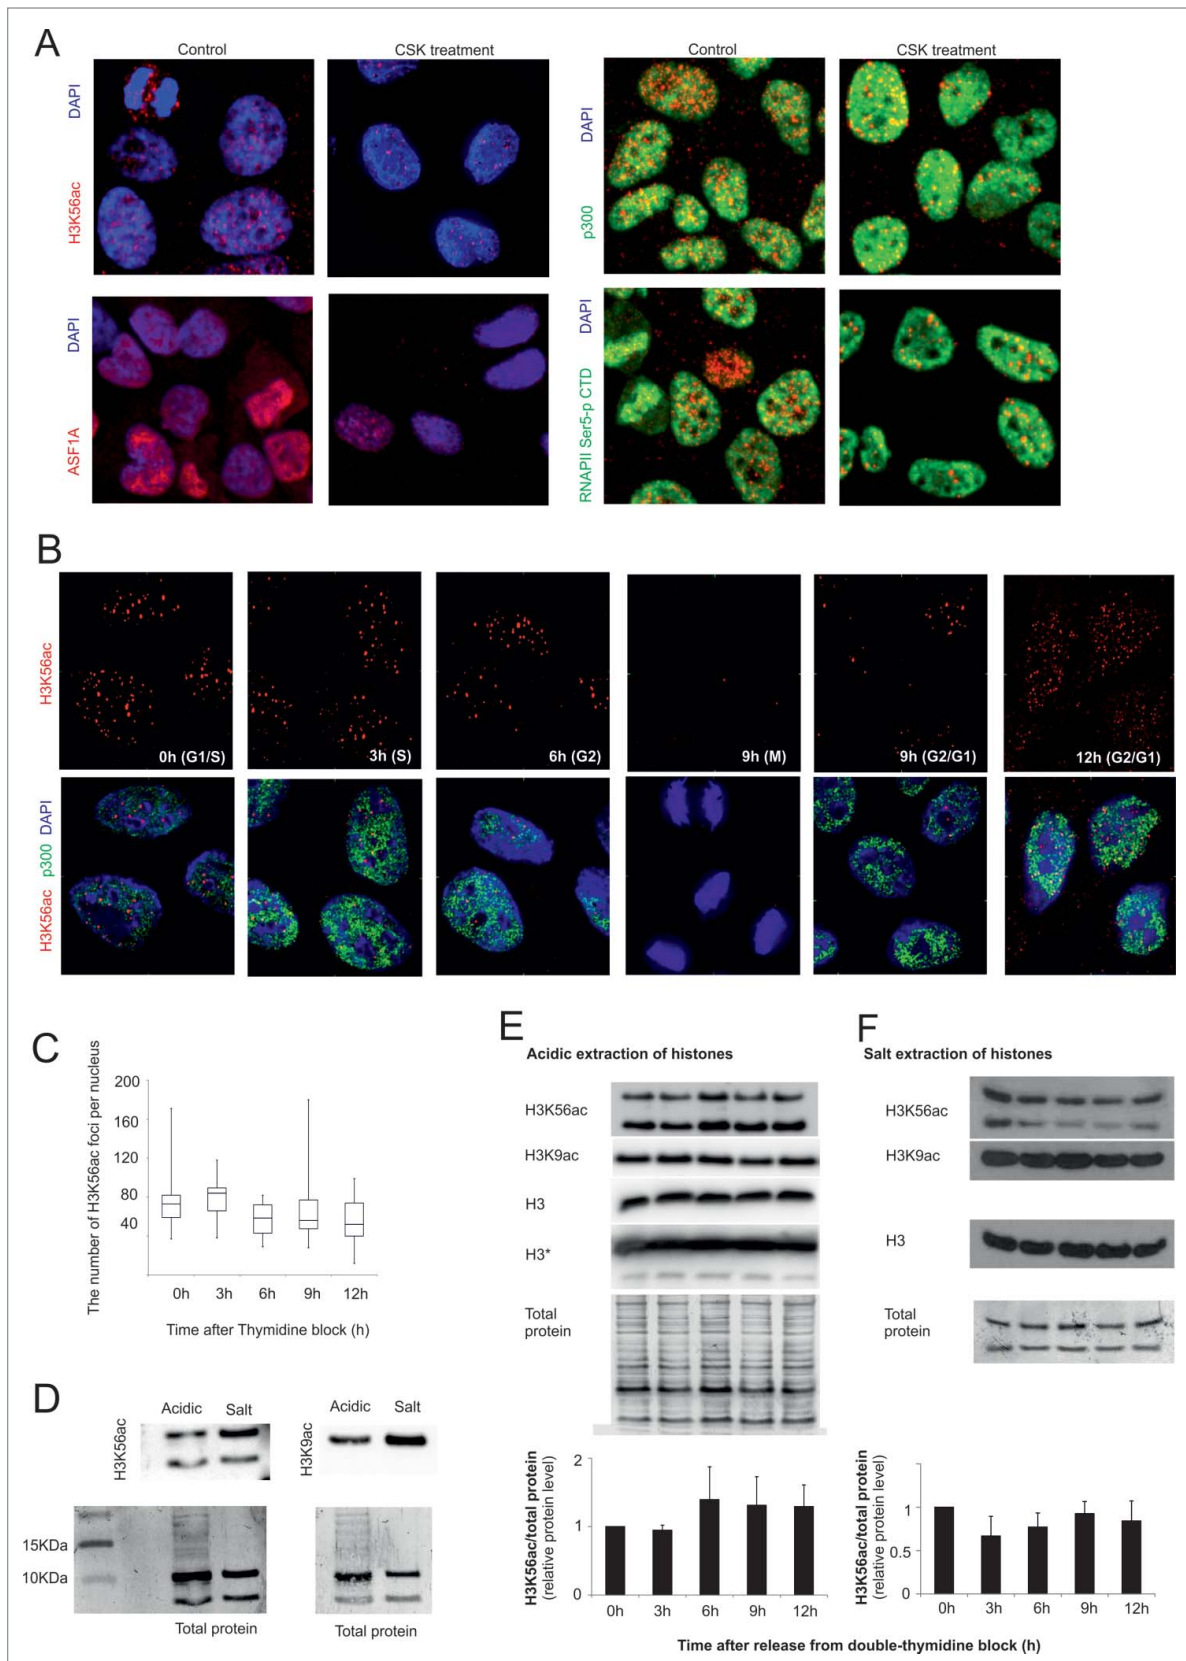 A
Control
CSK treatment
Control
CSK treatment
H3K56ac DAPI
p300 DAPI
ASF1A DAPI
RNAPII Ser5-p CTD DAPI
B
H3K56ac
0h (G1/S)
3h (S)
6h (G2)
9h (M)
9h (G2/G1)
12h (G2/G1)
H3K56ac p300 DAPI
C
The number of H3K56ac foci per nucleus
200
160
120
80
40
0h 3h 6h 9h 12h
Time after Thymidine block (h)
D
Acidic Salt
H3K56ac
Acidic Salt
H3K9ac
15KDa
10KDa
Total protein
Total protein
E
Acidic extraction of histones
H3K56ac
H3K9ac
H3
H3*
Total
protein
H3K56ac/total protein
(relative protein level)
2
1
0
0h 3h 6h 9h 12h
F
Salt extraction of histones
H3K56ac
H3K9ac
H3
Total
protein
H3K56ac/total protein
(relative protein level)
1
0.5
0
0h 3h 6h 9h 12h
Time after release from double-thymidine block (h)